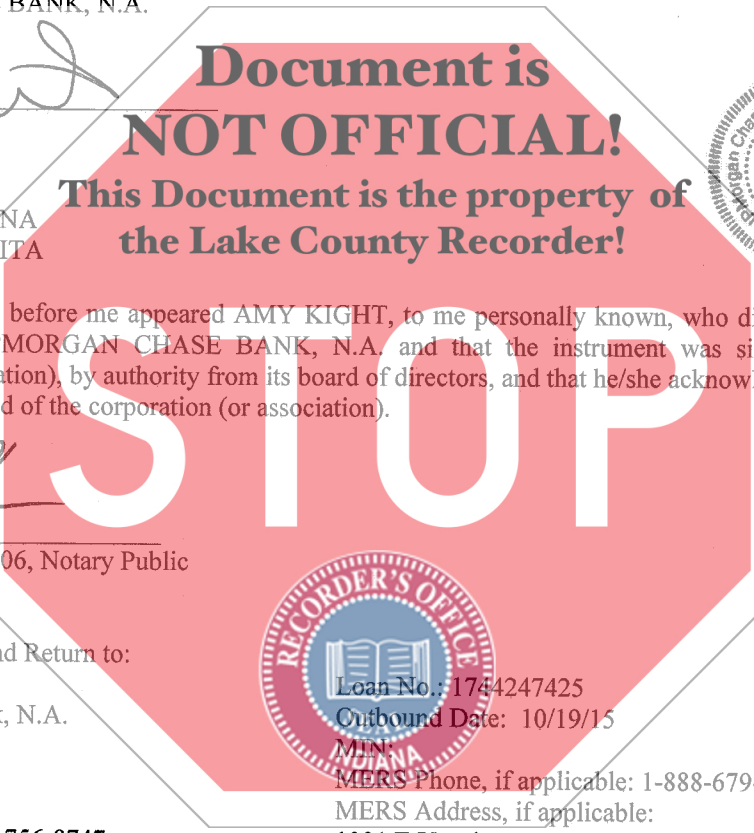 BANK, N.A.
Document is
NOT OFFICIAL!
This Document is the property of
the Lake County Recorder!
Morgan Chase
NA
ITA
before me appeared AMY KIGHT, to me personally known, who di
MORGAN CHASE BANK, N.A. and that the instrument was si
ation), by authority from its board of directors, and that he/she acknowl
d of the corporation (or association).
STOP
06, Notary Public
RECORDER'S OFFICE
INDIANA
nd Return to:
Loan No.: 1744247425
, N.A.
Outbound Date: 10/19/15
MIN:
MERS Phone, if applicable: 1-888-679-
MERS Address, if applicable: